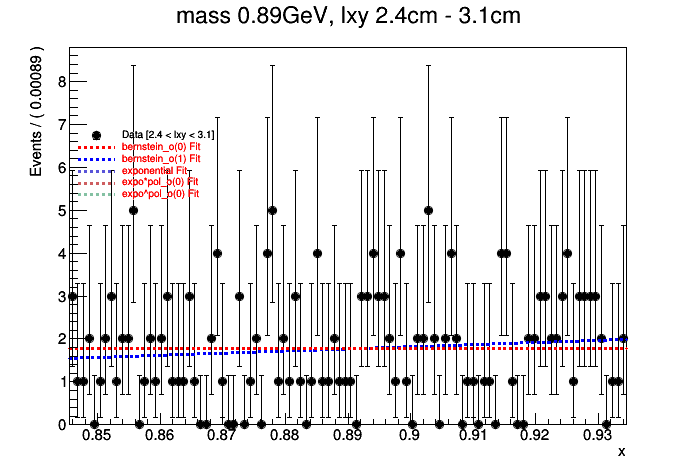 mass 0.89GeV, lxy 2.4cm - 3.1cm
Events / ( 0.00089 )
8
7
6
5
4
3
2
1
0
Data [2.4 < lxy < 3.1]
bernstein_o(0) Fit
bernstein_o(1) Fit
exponential Fit
expo*pol_o(0) Fit
expo^pol_o(0) Fit
0.85 0.86 0.87 0.88 0.89 0.9 0.91 0.92 0.93
x